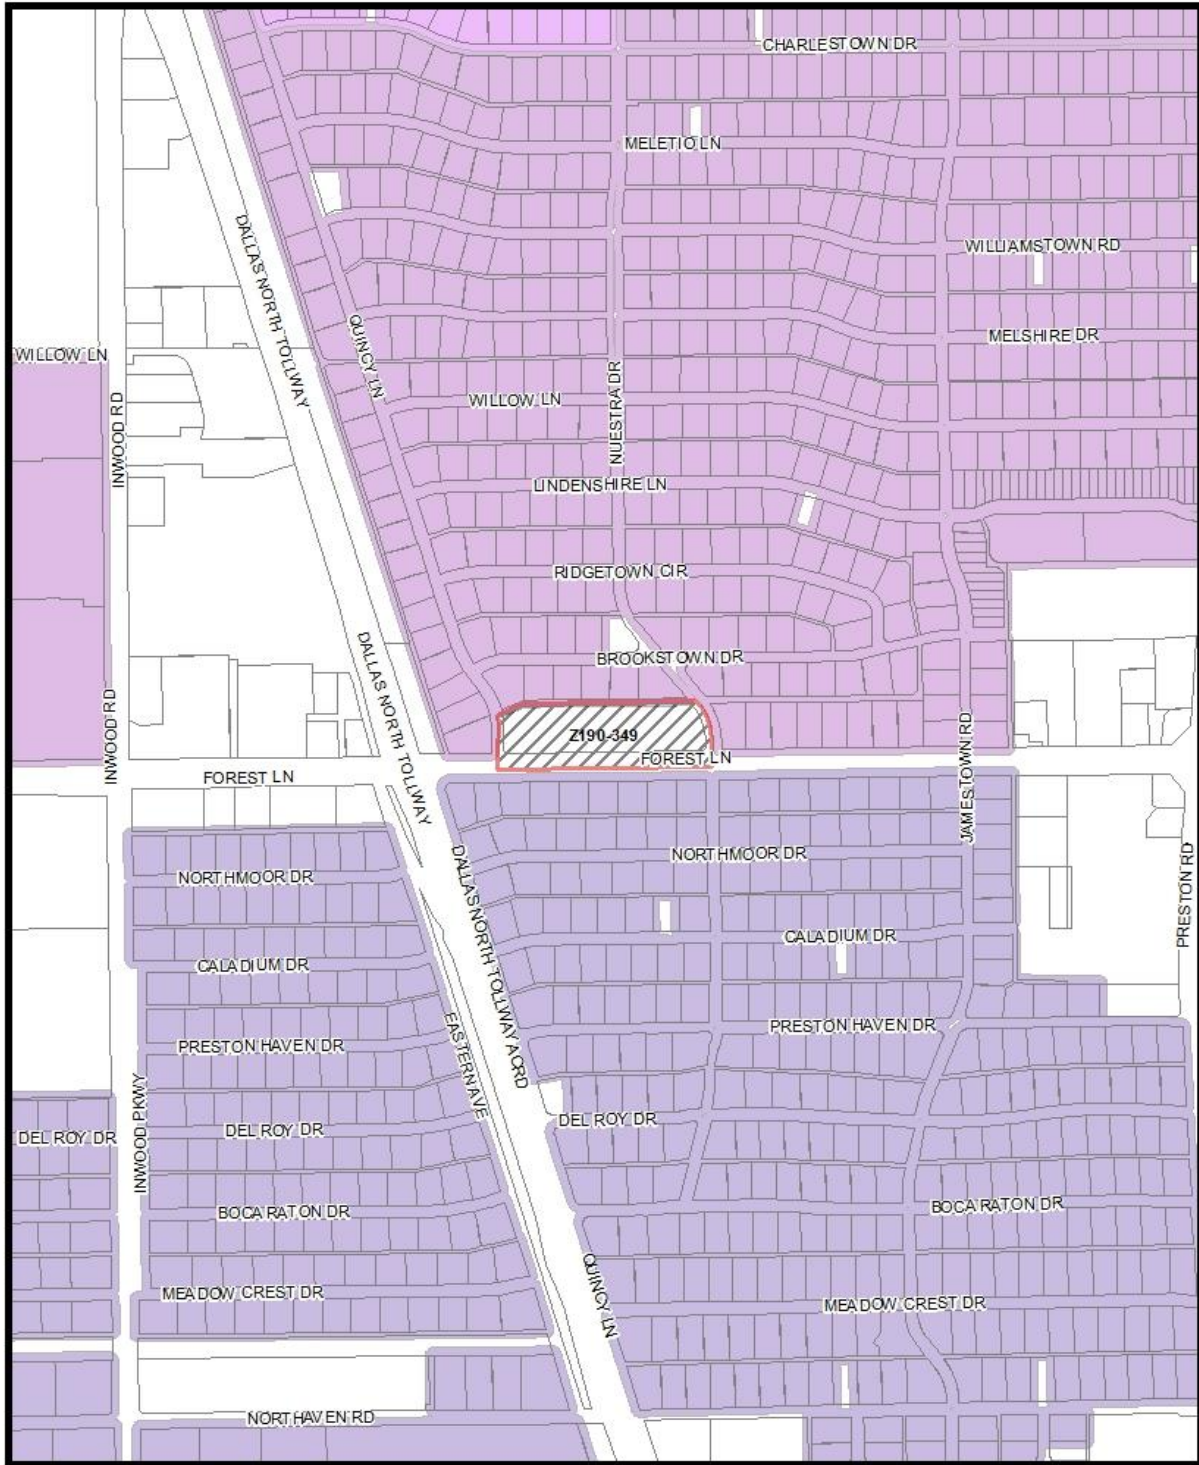 CHARLESTOWN DR
MELETIO LN
DALLAS NORTH TOLLWAY
WILLIAMSTOWN RD
QUINCY LN
MELSHIRE DR
WILLOW LN
NUESTRA DR
INWOOD RD
WILLOW LN
LINDENSHIRE LN
RIDGETOWN CIR
DALLAS NORTH TOLLWAY
BROOKSTOWN DR
INWOOD RD
JAMESTOWN RD
Z190-349
FOREST LN
FOREST LN
NORTHMOOR DR
NORTHMOOR DR
DALLAS NORTH TOLLWAY ACRD
PRESTON RD
CALADIUM DR
CALADIUM DR
EASTERN AVE
PRESTON HAVEN DR
PRESTON HAVEN DR
INWOOD PKWY
DEL ROY DR
DEL ROY DR
DEL ROY DR
BOCA RATON DR
BOCA RATON DR
QUINCY LN
MEADOW CREST DR
MEADOW CREST DR
NORTHAVEN RD